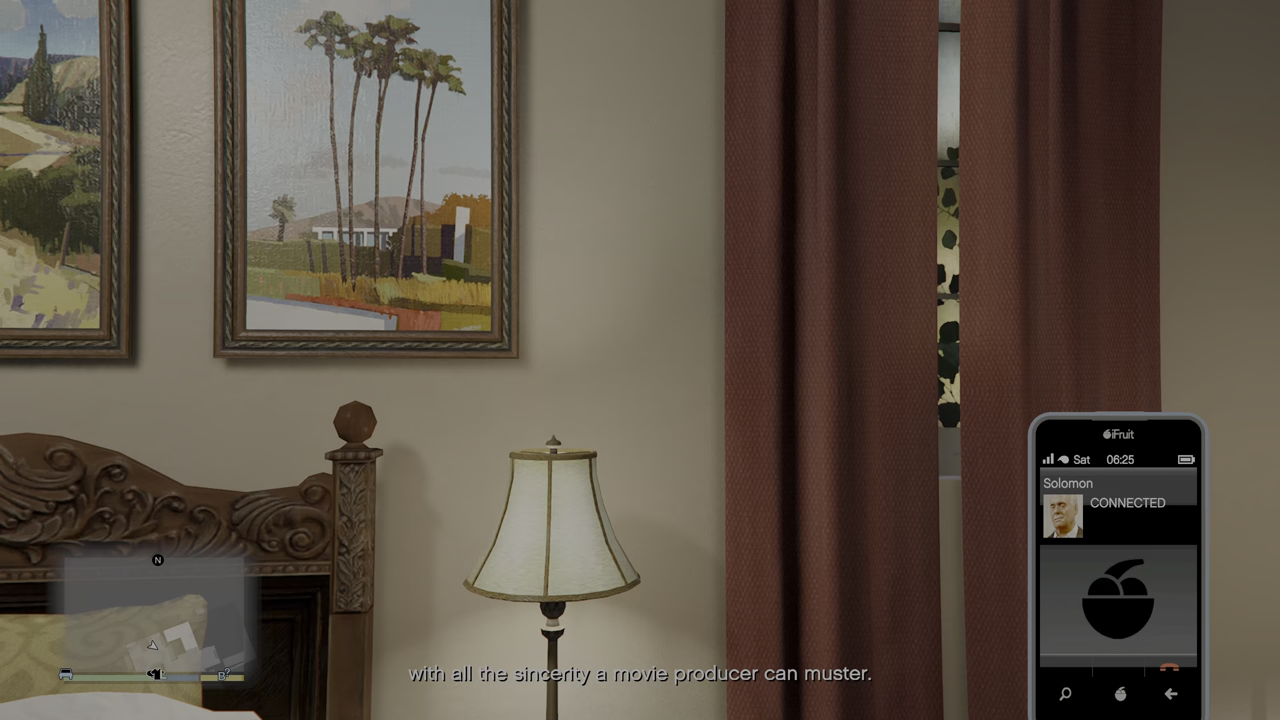 iFruit
Sat 06:25
Solomon
CONNECTED
N
L
B?
with all the sincerity a movie producer can muster.